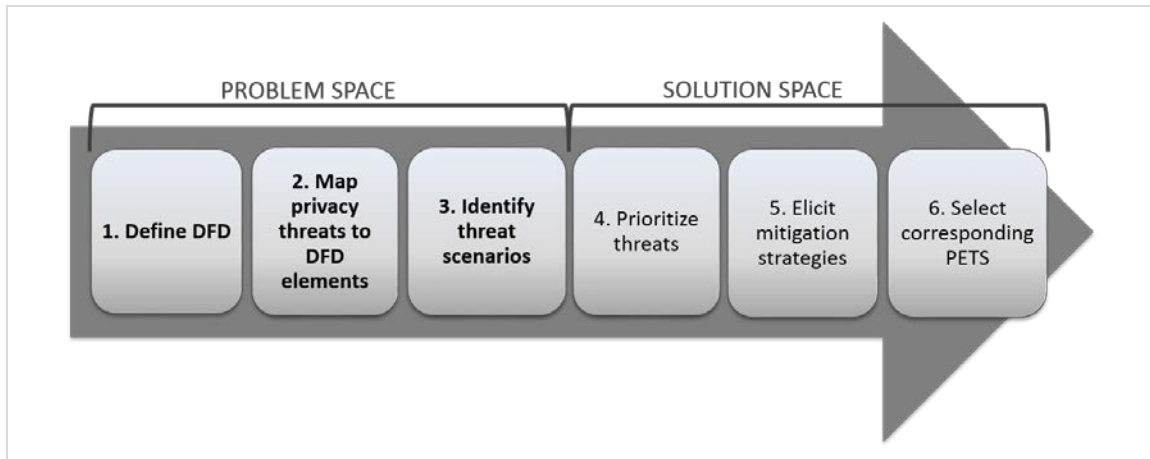 PROBLEM SPACE
SOLUTION SPACE
1. Define DFD
2. Map
privacy
threats to
DFD
elements
3. Identify
threat
scenarios
4. Prioritize
threats
5. Elicit
mitigation
strategies
6. Select
corresponding
PETS